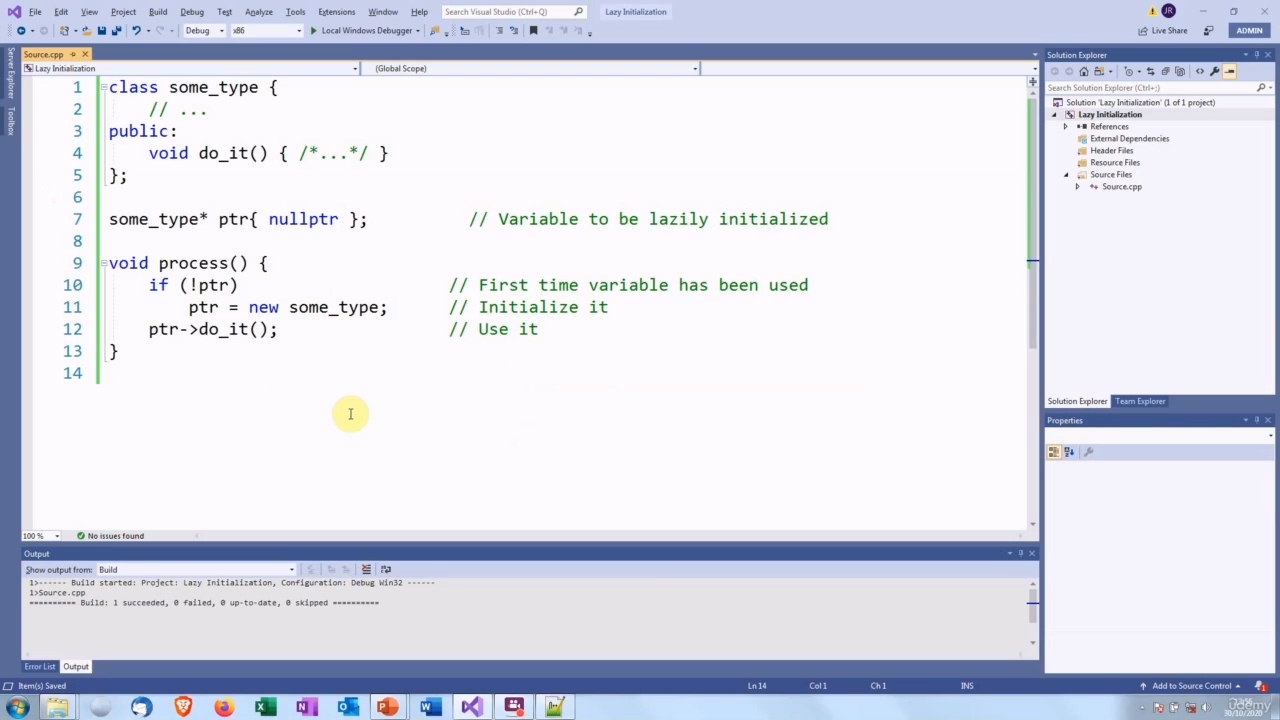 File Edit View Project Build Debug Test Analyze Tools Extensions Window Help Search Visual Studio (Ctrl+Q) Lazy Initialization JR
Debug x86 Local Windows Debugger Live Share ADMIN
Server Explorer
Toolbox
Source.cpp
Lazy Initialization (Global Scope)
1 class some_type {
2 // ...
3 public:
4 void do_it() { /*...*/ }
5 };
6
7 some_type* ptr{ nullptr }; // Variable to be lazily initialized
8
9 void process() {
10 if (!ptr) // First time variable has been used
11 ptr = new some_type; // Initialize it
12 ptr->do_it(); // Use it
13 }
14
100 % No issues found
Output
Show output from: Build
1>------ Build started: Project: Lazy Initialization, Configuration: Debug Win32 ------
1>Source.cpp
========== Build: 1 succeeded, 0 failed, 0 up-to-date, 0 skipped ==========
Error List Output
Solution Explorer
Search Solution Explorer (Ctrl+;)
Solution 'Lazy Initialization' (1 of 1 project)
Lazy Initialization
References
External Dependencies
Header Files
Resource Files
Source Files
Source.cpp
Solution Explorer Team Explorer
Properties
Item(s) Saved Ln 14 Col 1 Ch 1 INS Add to Source Control 1
30/10/2020
udemy